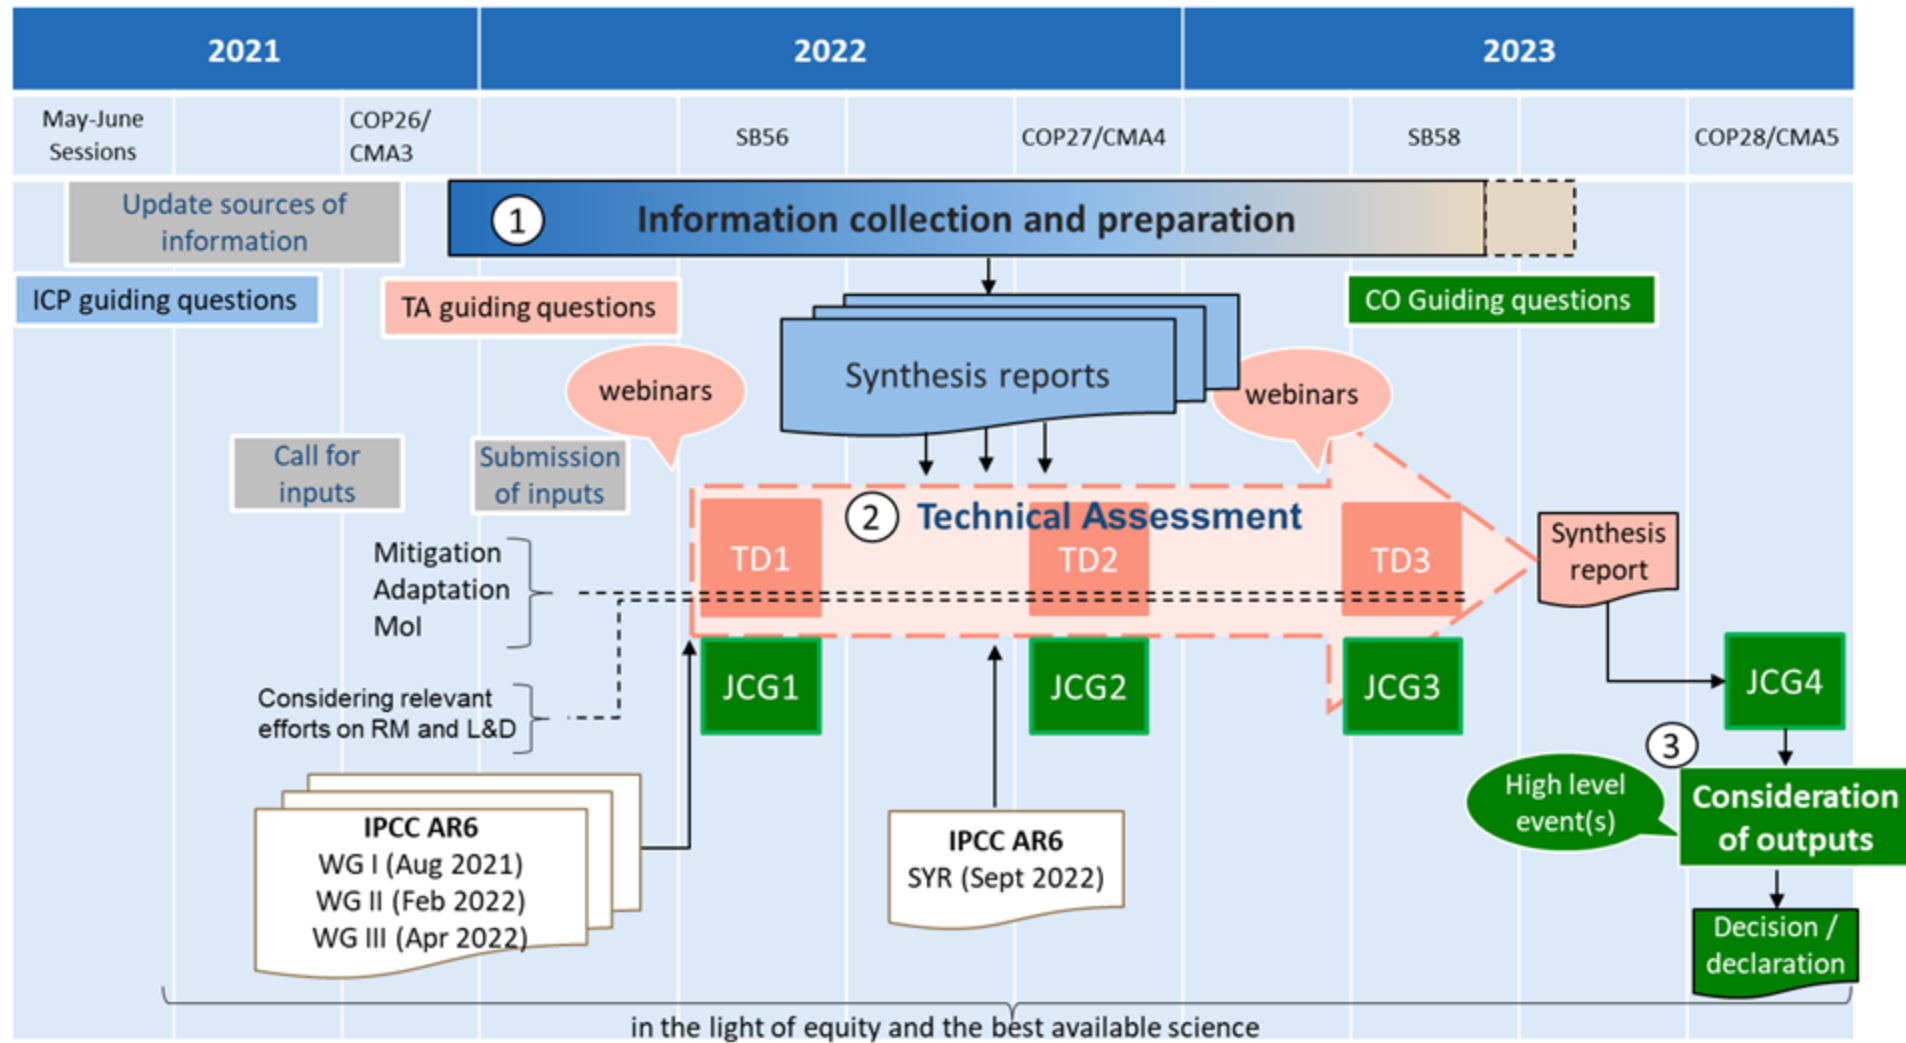 2021
2022
2023
May-June
Sessions
COP26/
CMA3
SB56
COP27/CMA4
SB58
COP28/CMA5
Update sources of
information
1
Information collection and preparation
ICP guiding questions
TA guiding questions
CO Guiding questions
webinars
Synthesis reports
webinars
Call for
inputs
Submission
of inputs
2
Technical Assessment
TD1
TD2
TD3
Synthesis
report
Mitigation
Adaptation
MoI
Considering relevant
efforts on RM and L&D
JCG1
JCG2
JCG3
JCG4
3
High level
event(s)
Consideration
of outputs
IPCC AR6
WG I (Aug 2021)
WG II (Feb 2022)
WG III (Apr 2022)
IPCC AR6
SYR (Sept 2022)
Decision /
declaration
in the light of equity and the best available science